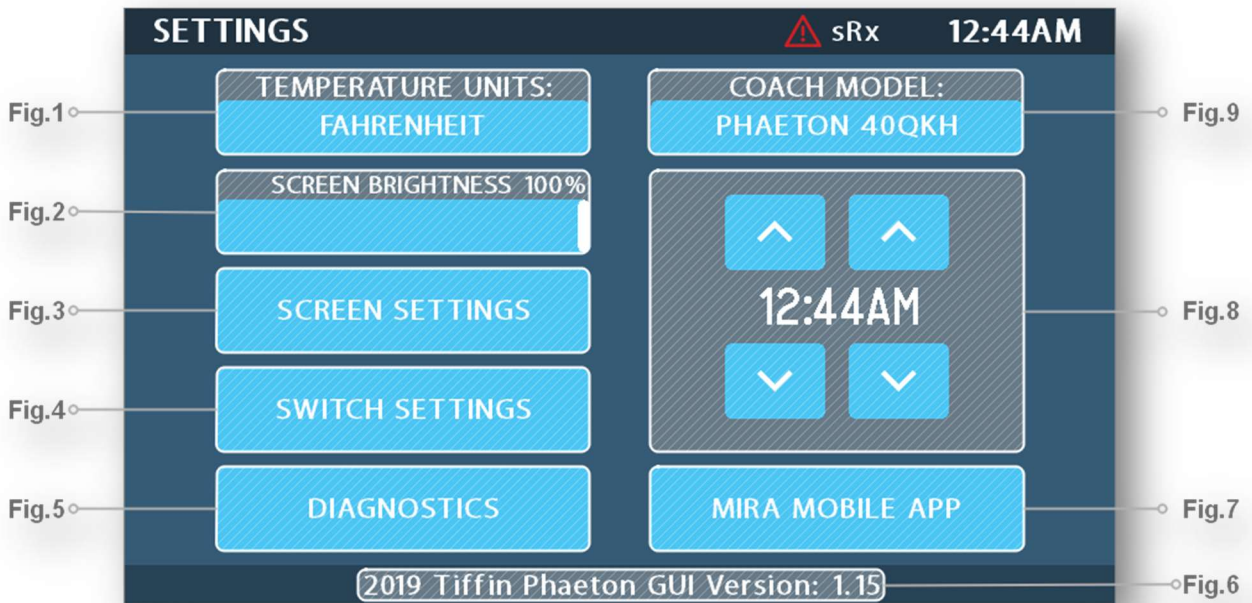 SETTINGS sRx 12:44AM
Fig.1 TEMPERATURE UNITS:
FAHRENHEIT
Fig.2 SCREEN BRIGHTNESS 100%
Fig.3 SCREEN SETTINGS
Fig.4 SWITCH SETTINGS
Fig.5 DIAGNOSTICS
COACH MODEL:
PHAETON 40QKH Fig.9
12:44AM Fig.8
MIRA MOBILE APP Fig.7
2019 Tiffin Phaeton GUI Version: 1.15 Fig.6